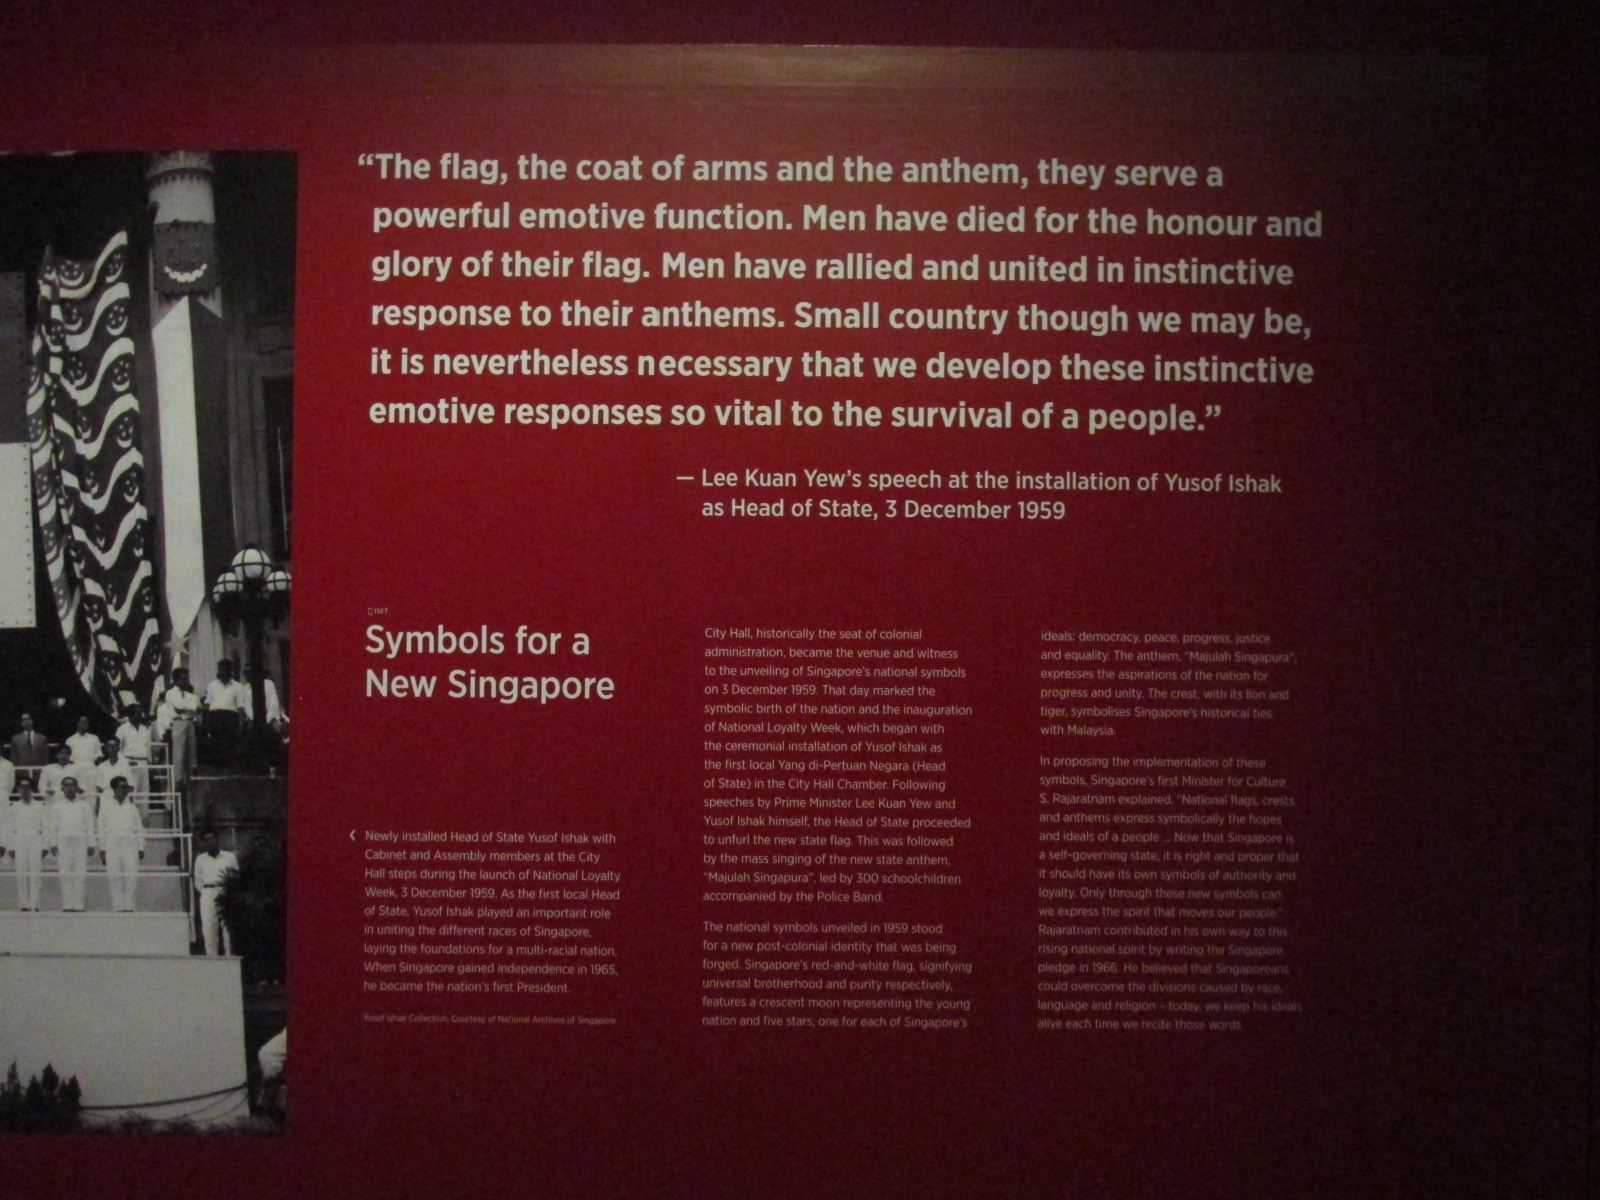 “The flag, the coat of arms and the anthem, they serve a
powerful emotive function. Men have died for the honour and
glory of their flag. Men have rallied and united in instinctive
response to their anthems. Small country though we may be,
it is nevertheless necessary that we develop these instinctive
emotive responses so vital to the survival of a people.”
— Lee Kuan Yew’s speech at the installation of Yusof Ishak
as Head of State, 3 December 1959
1187
Symbols for a
New Singapore
‹ Newly installed Head of State Yusof Ishak with
Cabinet and Assembly members at the City
Hall steps during the launch of National Loyalty
Week, 3 December 1959. As the first local Head
of State, Yusof Ishak played an important role
in uniting the different races of Singapore,
laying the foundations for a multi-racial nation.
When Singapore gained independence in 1965,
he became the nation’s first President.
Yusof Ishak Collection, Courtesy of National Archives of Singapore
City Hall, historically the seat of colonial
administration, became the venue and witness
to the unveiling of Singapore’s national symbols
on 3 December 1959. That day marked the
symbolic birth of the nation and the inauguration
of National Loyalty Week, which began with
the ceremonial installation of Yusof Ishak as
the first local Yang di-Pertuan Negara (Head
of State) in the City Hall Chamber. Following
speeches by Prime Minister Lee Kuan Yew and
Yusof Ishak himself, the Head of State proceeded
to unfurl the new state flag. This was followed
by the mass singing of the new state anthem,
“Majulah Singapura”, led by 300 schoolchildren
accompanied by the Police Band.
The national symbols unveiled in 1959 stood
for a new post-colonial identity that was being
forged. Singapore’s red-and-white flag, signifying
universal brotherhood and purity respectively,
features a crescent moon representing the young
nation and five stars, one for each of Singapore’s
ideals: democracy, peace, progress, justice
and equality. The anthem, “Majulah Singapura”,
expresses the aspirations of the nation for
progress and unity. The crest, with its lion and
tiger, symbolises Singapore’s historical ties
with Malaysia.
In proposing the implementation of these
symbols, Singapore’s first Minister for Culture
S. Rajaratnam explained, “National flags, crests
and anthems express symbolically the hopes
and ideals of a people ... Now that Singapore is
a self-governing state, it is right and proper that
it should have its own symbols of authority and
loyalty. Only through these new symbols can
we express the spirit that moves our people.”
Rajaratnam contributed in his own way to this
rising national spirit by writing the Singapore
pledge in 1966. He believed that Singaporeans
could overcome the divisions caused by race,
language and religion – today, we keep his ideals
alive each time we recite those words.